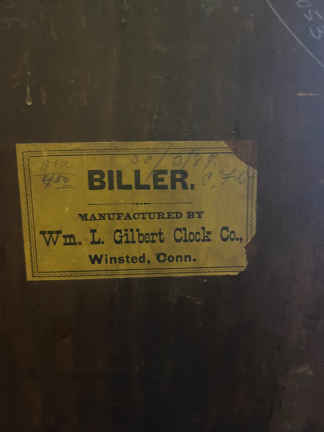 BILLER.
MANUFACTURED BY
Wm. L. Gilbert Clock Co.,
Winsted, Conn.